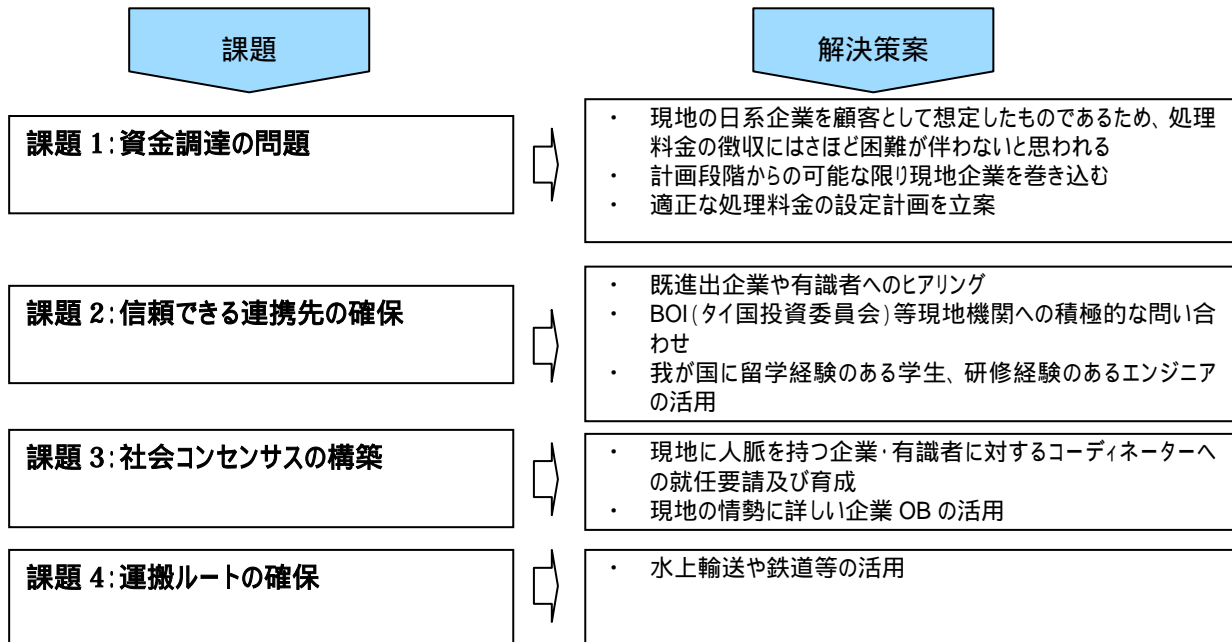 課題
解決策案
課題 1：資金調達の問題
・ 現地の日系企業を顧客として想定したものであるため、処理
料金の徴収にはさほど困難が伴わないと思われる
・ 計画段階からの可能な限り現地企業を巻き込む
・ 適正な処理料金の設定計画を立案
課題 2：信頼できる連携先の確保
・ 既進出企業や有識者へのヒアリング
・ BOI（タイ国投資委員会）等現地機関への積極的な問い合
わせ
・ 我が国に留学経験のある学生、研修経験のあるエンジニア
の活用
課題 3：社会コンセンサスの構築
・ 現地に人脈を持つ企業・有識者に対するコーディネーターへ
の就任要請及び育成
・ 現地の情勢に詳しい企業 OB の活用
課題 4：運搬ルートの確保
・ 水上輸送や鉄道等の活用